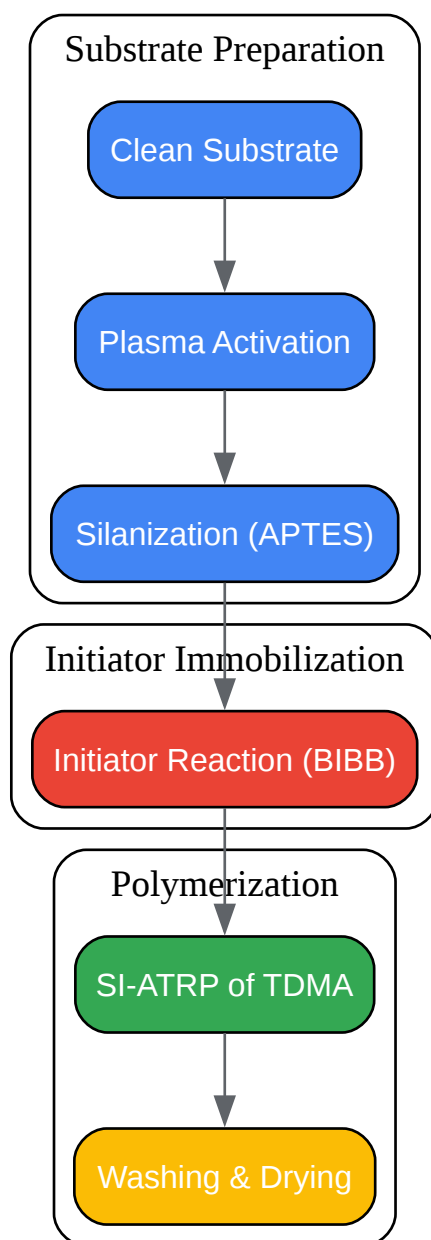 Substrate Preparation
Clean Substrate
Plasma Activation
Silanization (APTES)
Initiator Immobilization
Initiator Reaction (BIBB)
Polymerization
SI-ATRP of TDMA
Washing & Drying